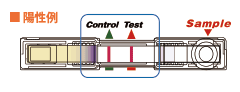 ■ 陽性例
Control Test
Sample